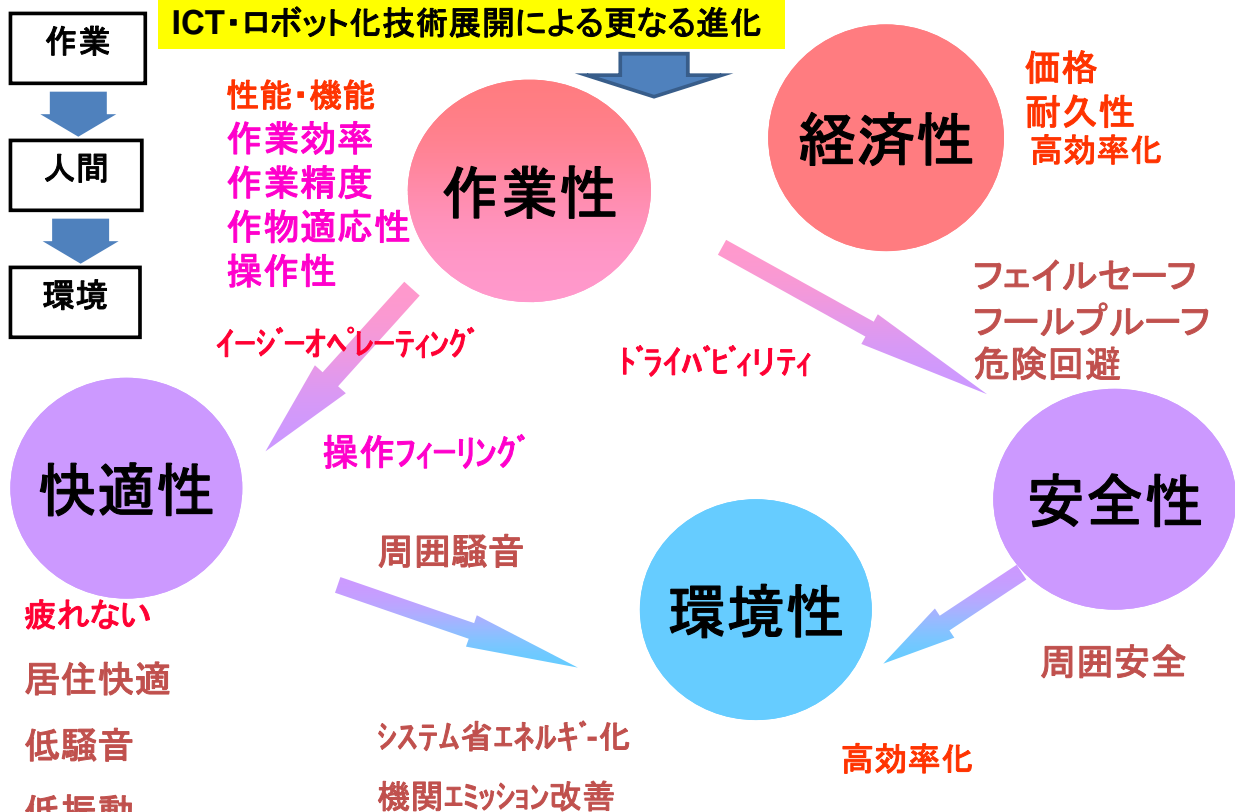 ICT・ロボット化技術展開による更なる進化
作業
人間
環境
性能・機能
作業効率
作業精度
作物適応性
操作性
作業性
経済性
価格
耐久性
高効率化
イージーオペレーティング
ドライバビィリティ
フェイルセーフ
フールプルーフ
危険回避
快適性
操作フィーリング
安全性
周囲騒音
環境性
疲れない
居住快適
低騒音
低振動
周囲安全
システム省エネルギー化
機関エミッション改善
高効率化